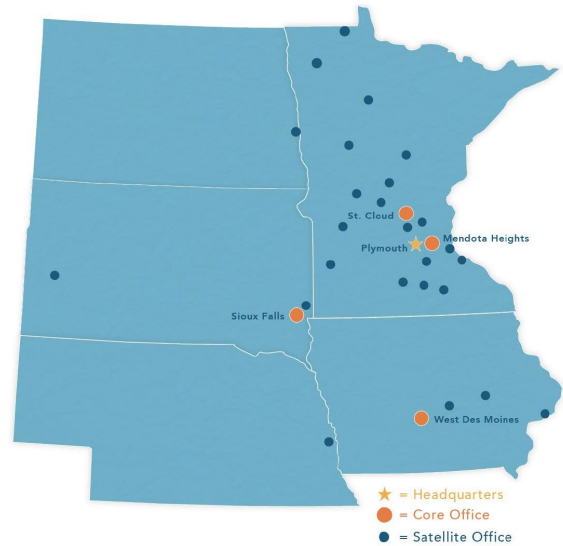 St. Cloud
Mendota Heights
Plymouth
Sioux Falls
West Des Moines
= Headquarters
= Core Office
= Satellite Office